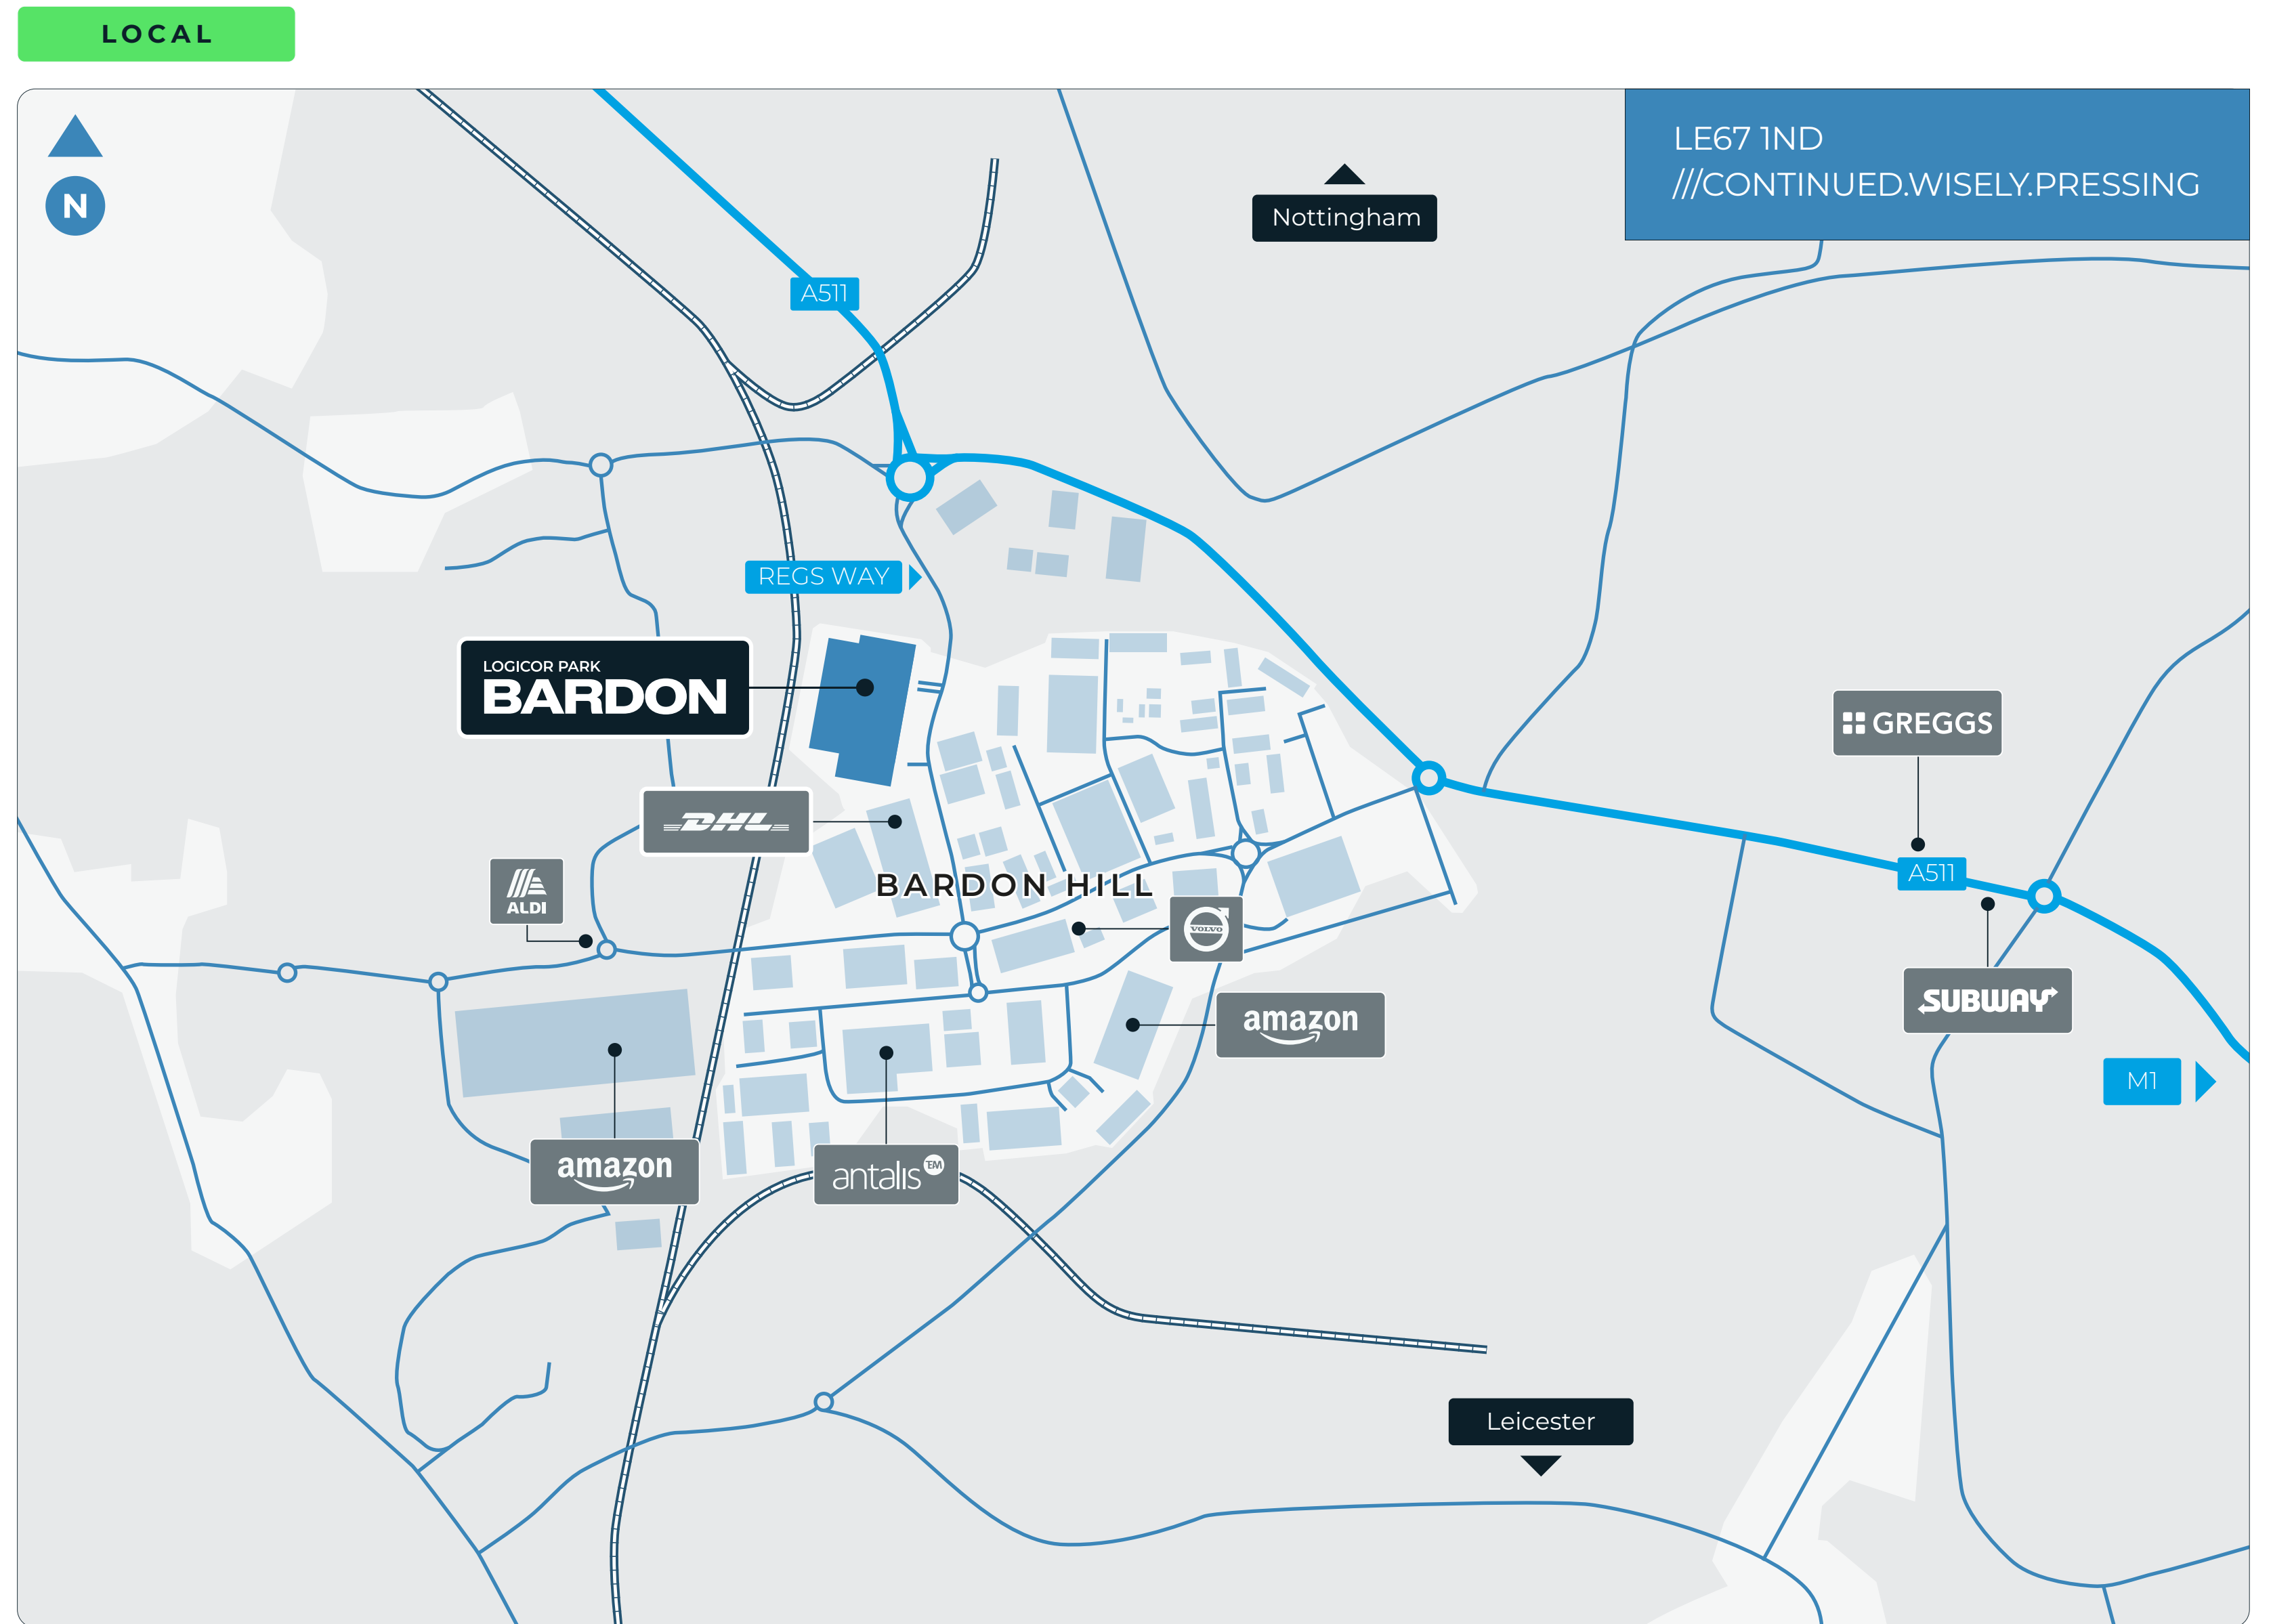 LOCAL
N
LE67 1ND
///CONTINUED.WISELY.PRESSING
Nottingham
A511
REGS WAY
LOGICOR PARK
BARDON
GREGGS
DHL
ALDI
BARDON HILL
A511
VOLVO
SUBWAY
amazon
M1
amazon
antalis TM
Leicester